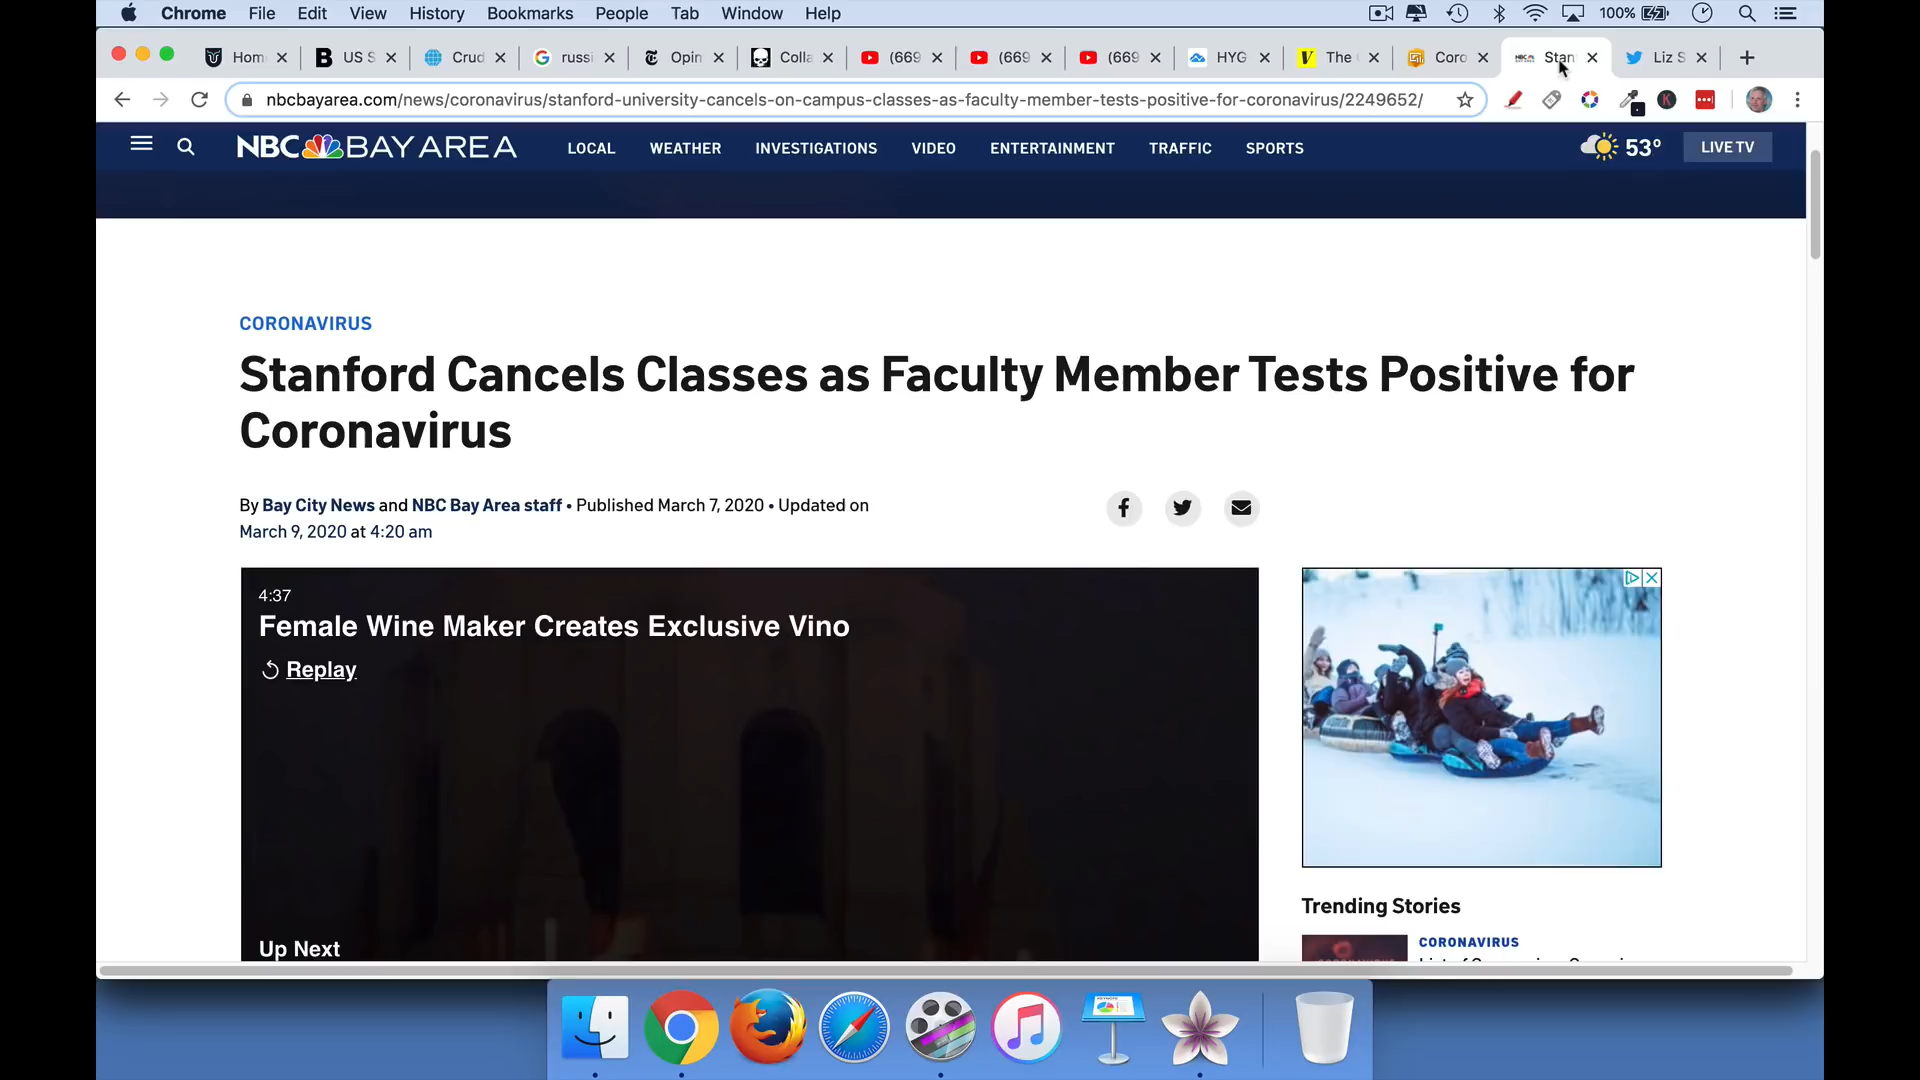 Chrome File Edit View History Bookmarks People Tab Window Help 100%
Hom US S Crud russi Opin Colla (669 (669 (669 HYG The Coro Stan Liz S
nbcbayarea.com/news/coronavirus/stanford-university-cancels-on-campus-classes-as-faculty-member-tests-positive-for-coronavirus/2249652/
NBC BAY AREA LOCAL WEATHER INVESTIGATIONS VIDEO ENTERTAINMENT TRAFFIC SPORTS 53° LIVE TV
CORONAVIRUS
Stanford Cancels Classes as Faculty Member Tests Positive for
Coronavirus
By Bay City News and NBC Bay Area staff • Published March 7, 2020 • Updated on
March 9, 2020 at 4:20 am
4:37
Female Wine Maker Creates Exclusive Vino
Replay
Up Next
Trending Stories
CORONAVIRUS